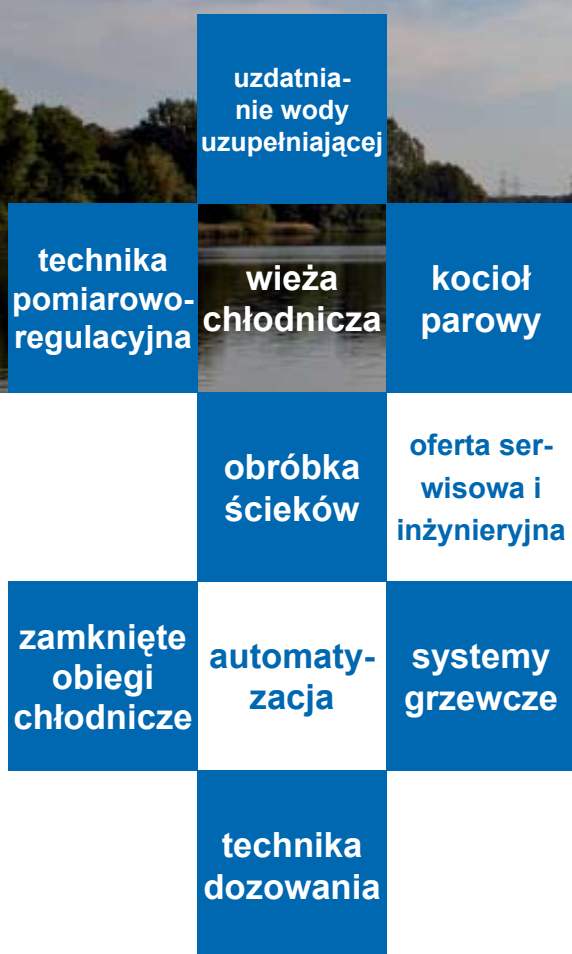 uzdatnia-
nie wody
uzupełniającej
technika
pomiarowo-
regulacyjna
wieża
chłodnicza
kocioł
parowy
obróbka
ścieków
oferta ser-
wisowa i
inżynieryjna
zamknięte
obiegi
chłodnicze
automaty-
zacja
systemy
grzewcze
technika
dozowania